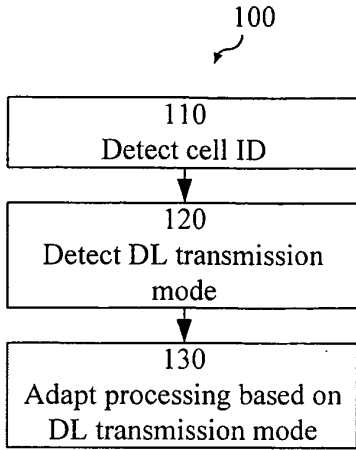 100
110
Detect cell ID
120
Detect DL transmission
mode
130
Adapt processing based on
DL transmission mode